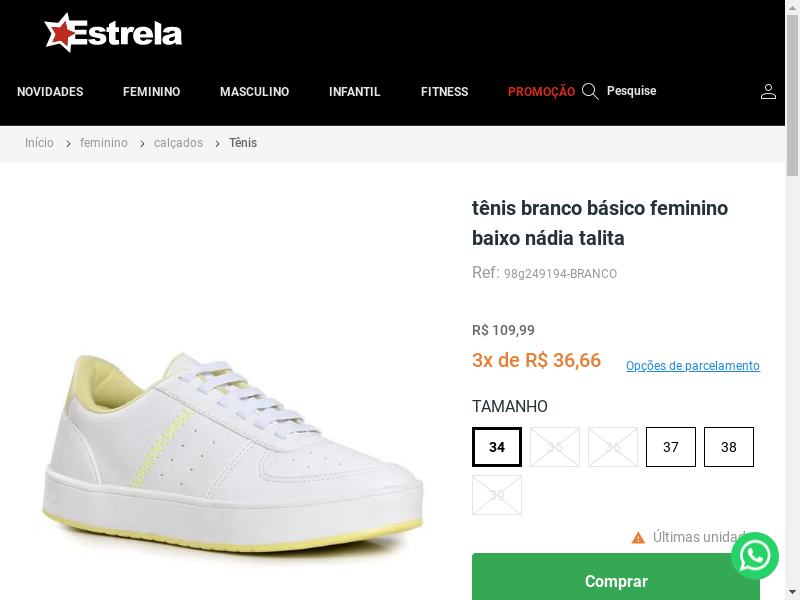 Estrela
NOVIDADES FEMININO MASCULINO INFANTIL FITNESS PROMOÇÃO Pesquise
Início feminino calçados Tênis
tênis branco básico feminino
baixo nádia talita
Ref: 98g249194-BRANCO
R$ 109,99
3x de R$ 36,66 Opções de parcelamento
TAMANHO
34 35 36 37 38
39
Últimas
Comprar